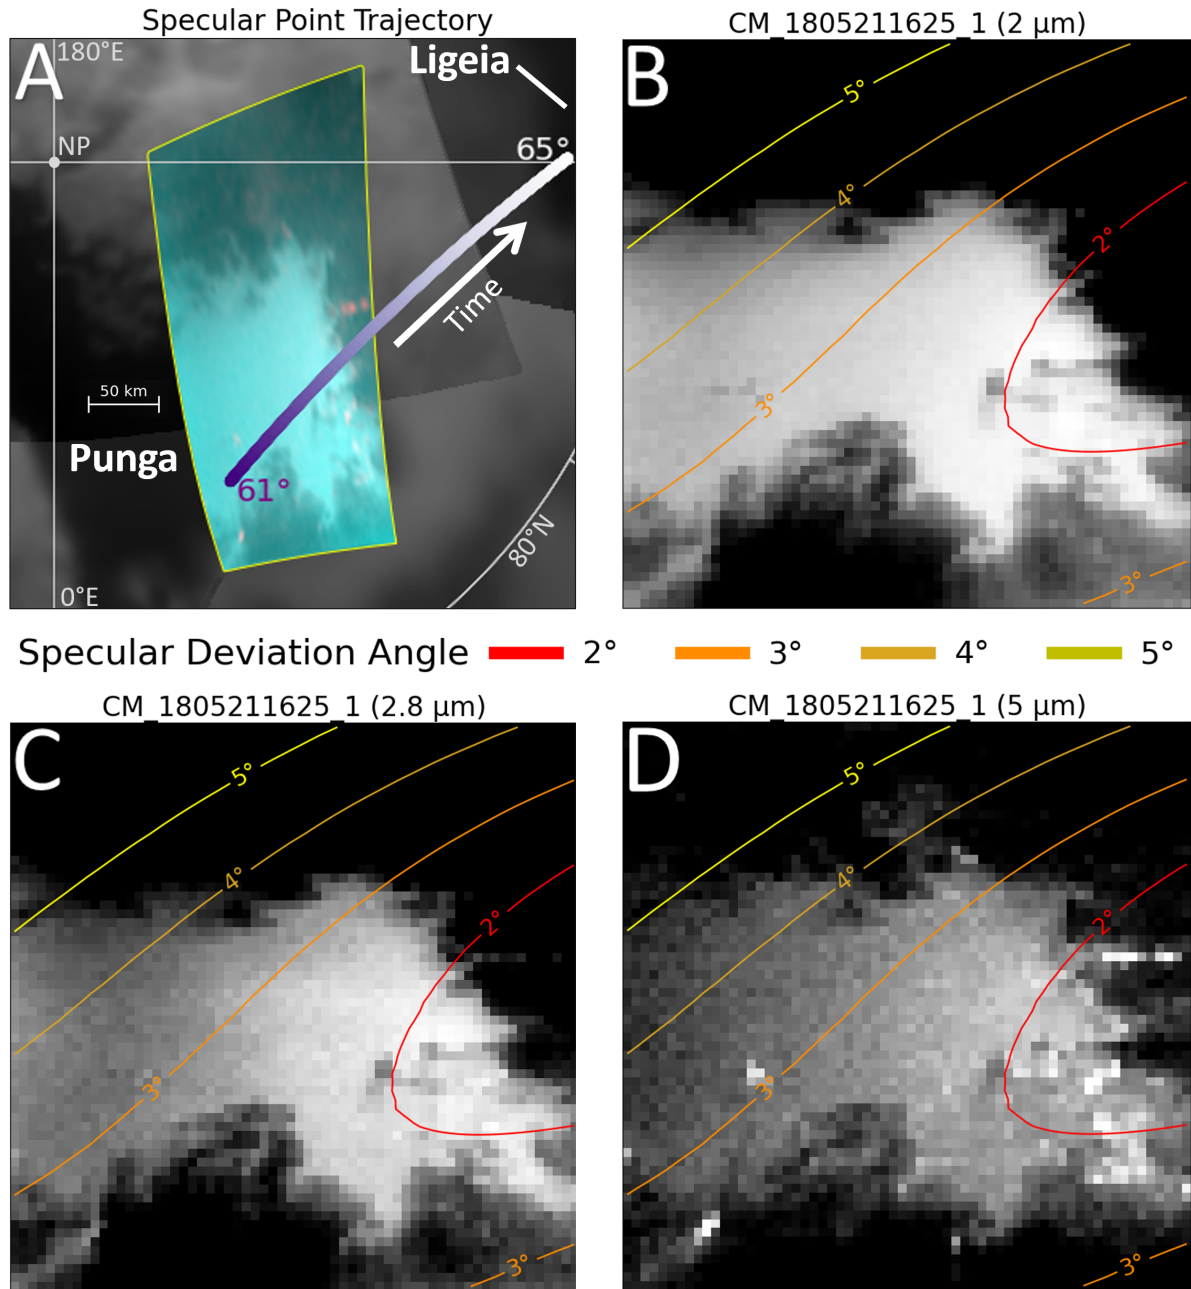 Specular Point Trajectory
A
180°E
Ligeia
NP
65°
Time
50 km
Punga
61°
80°N
0°E
CM_1805211625_1 (2 μm)
B
5°
4°
2°
3°
3°
Specular Deviation Angle 2° 3° 4° 5°
CM_1805211625_1 (2.8 μm)
C
5°
4°
2°
3°
3°
CM_1805211625_1 (5 μm)
D
5°
4°
2°
3°
3°